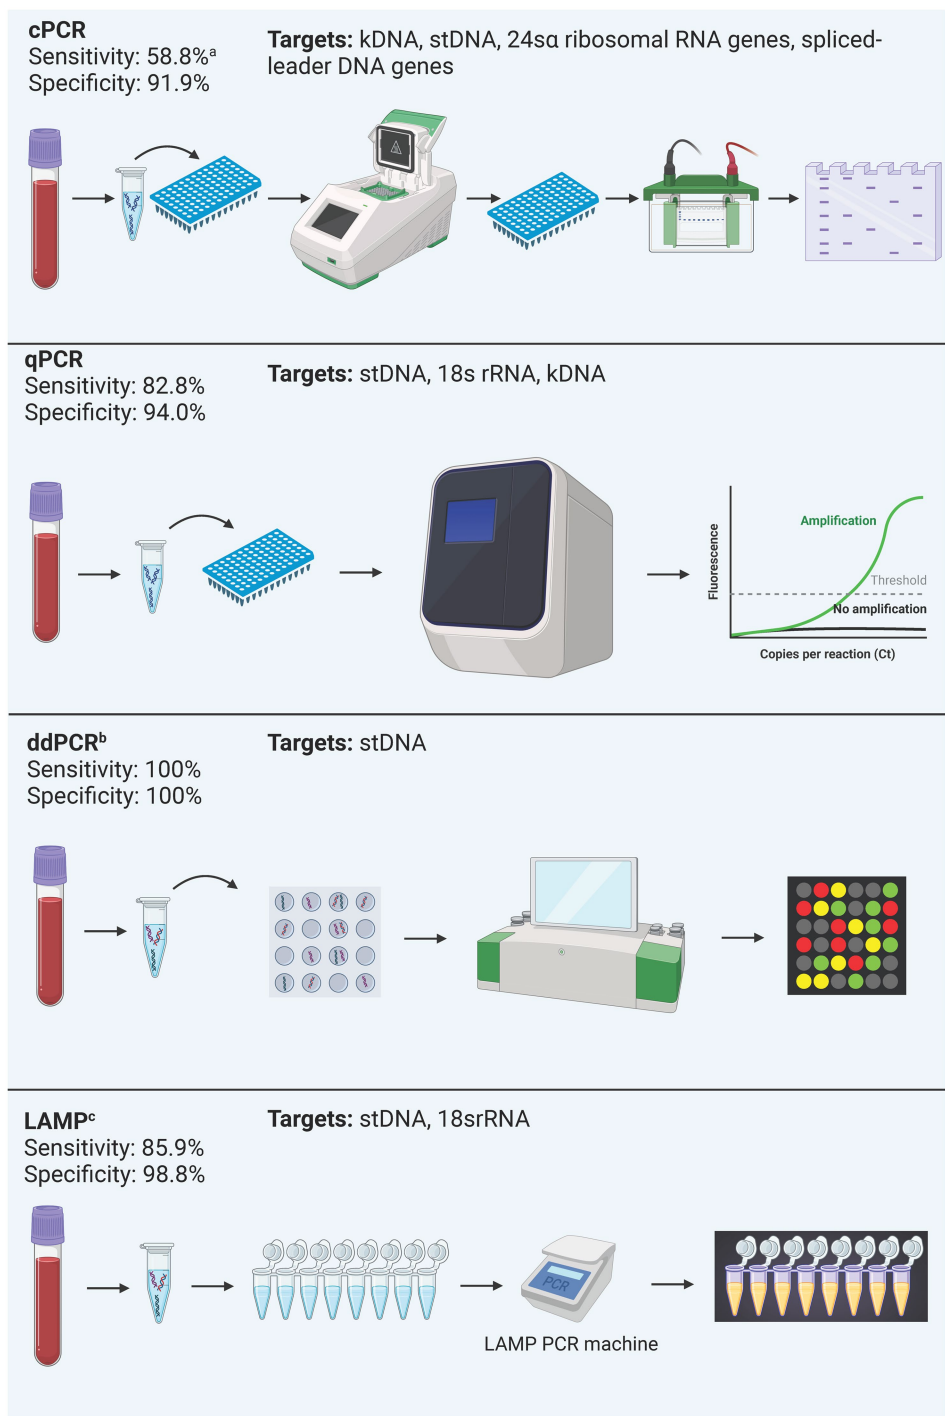 cPCR
Sensitivity: 58.8%ᵃ
Specificity: 91.9%
Targets: kDNA, stDNA, 24sα ribosomal RNA genes, spliced-
leader DNA genes
qPCR
Sensitivity: 82.8%
Specificity: 94.0%
Targets: stDNA, 18s rRNA, kDNA
Fluorescence
Amplification
Threshold
No amplification
Copies per reaction (Ct)
ddPCRᵇ
Sensitivity: 100%
Specificity: 100%
Targets: stDNA
LAMPᶜ
Sensitivity: 85.9%
Specificity: 98.8%
Targets: stDNA, 18srRNA
PCR
LAMP PCR machine